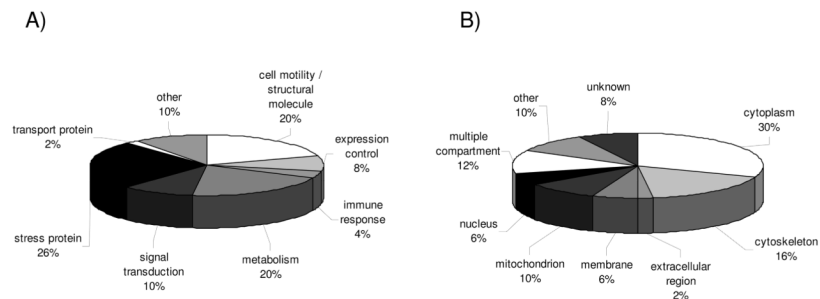 A)
cell motility /
structural
molecule
20%
expression
control
8%
immune
response
4%
metabolism
20%
signal
transduction
10%
stress protein
26%
transport protein
2%
other
10%
B)
cytoplasm
30%
cytoskeleton
16%
extracellular
region
2%
membrane
6%
mitochondrion
10%
nucleus
6%
multiple
compartment
12%
other
10%
unknown
8%